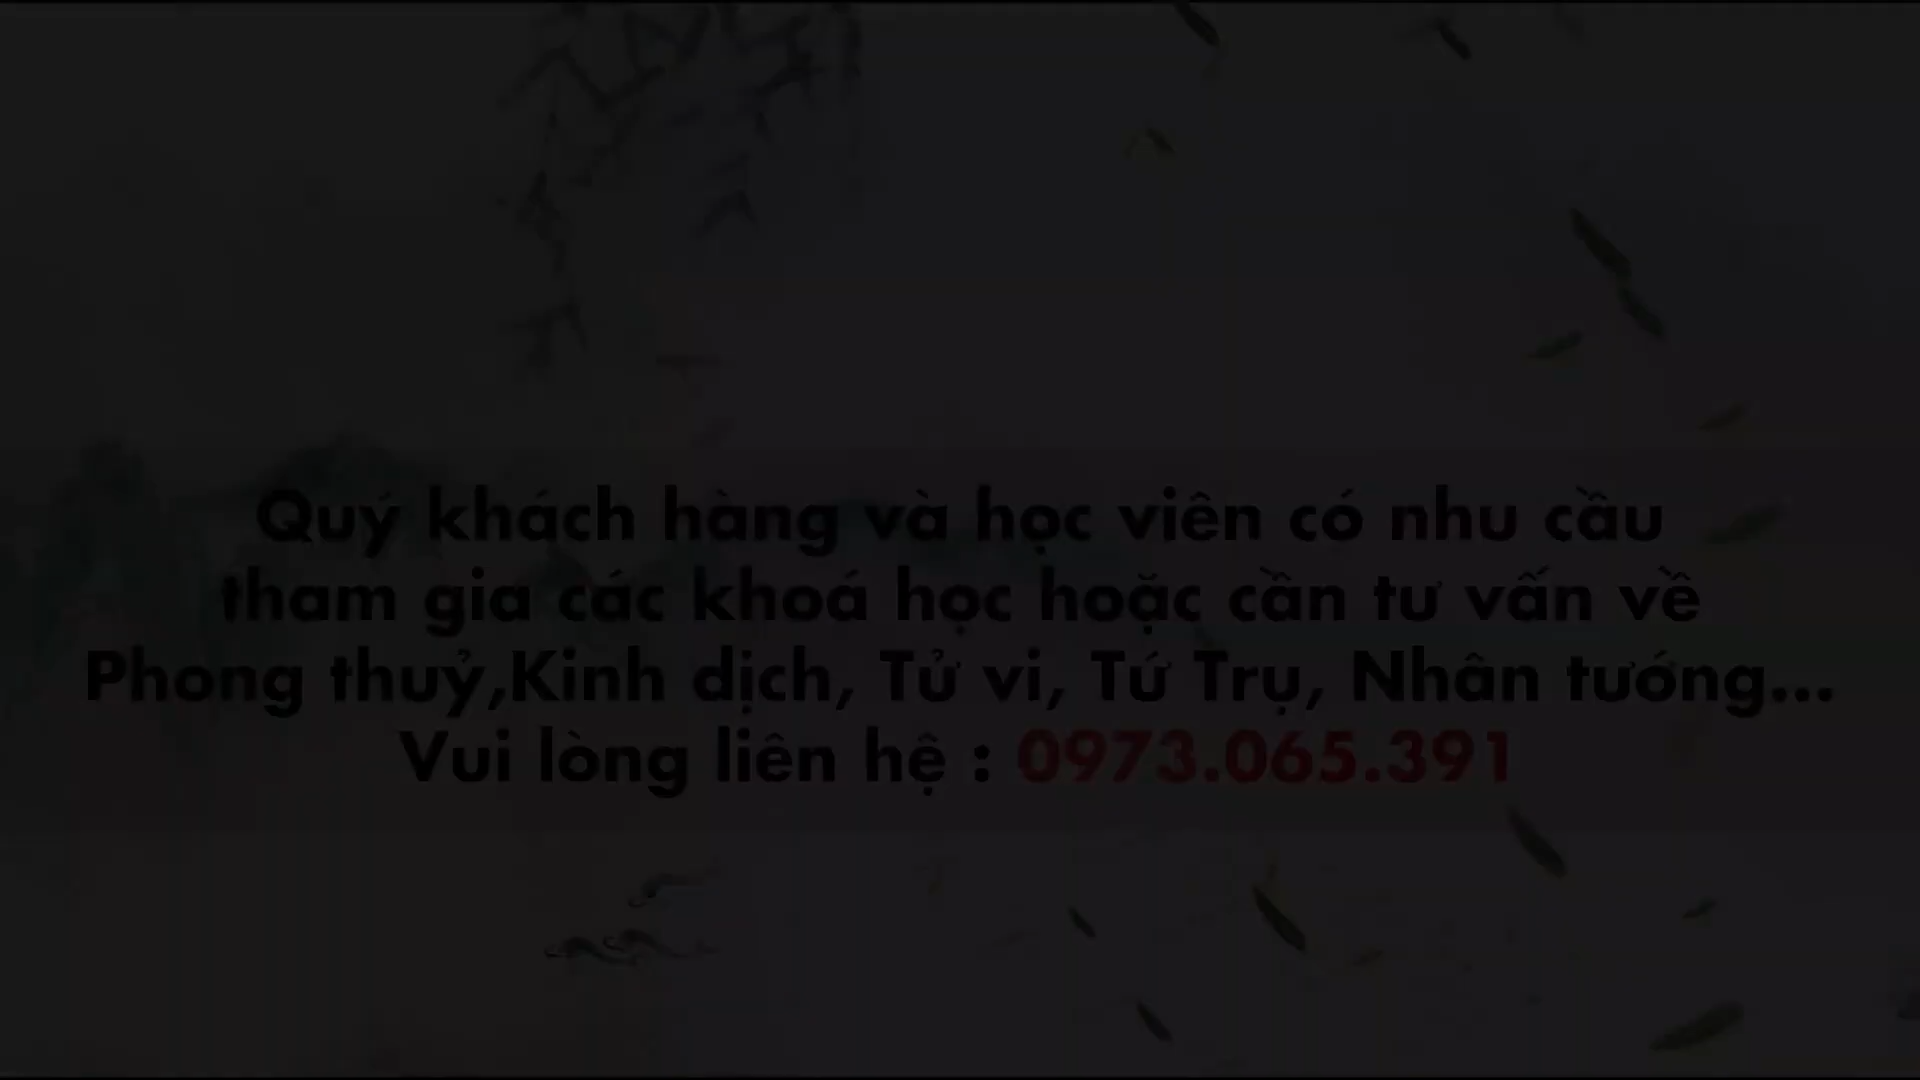 Quý khách hàng và học viên có nhu cầu
tham gia các khoá học hoặc cần tư vấn về
Phong thuỷ,Kinh dịch, Tử vi, Tứ Trụ, Nhân tướng...
Vui lòng liên hệ : 0973.065.391